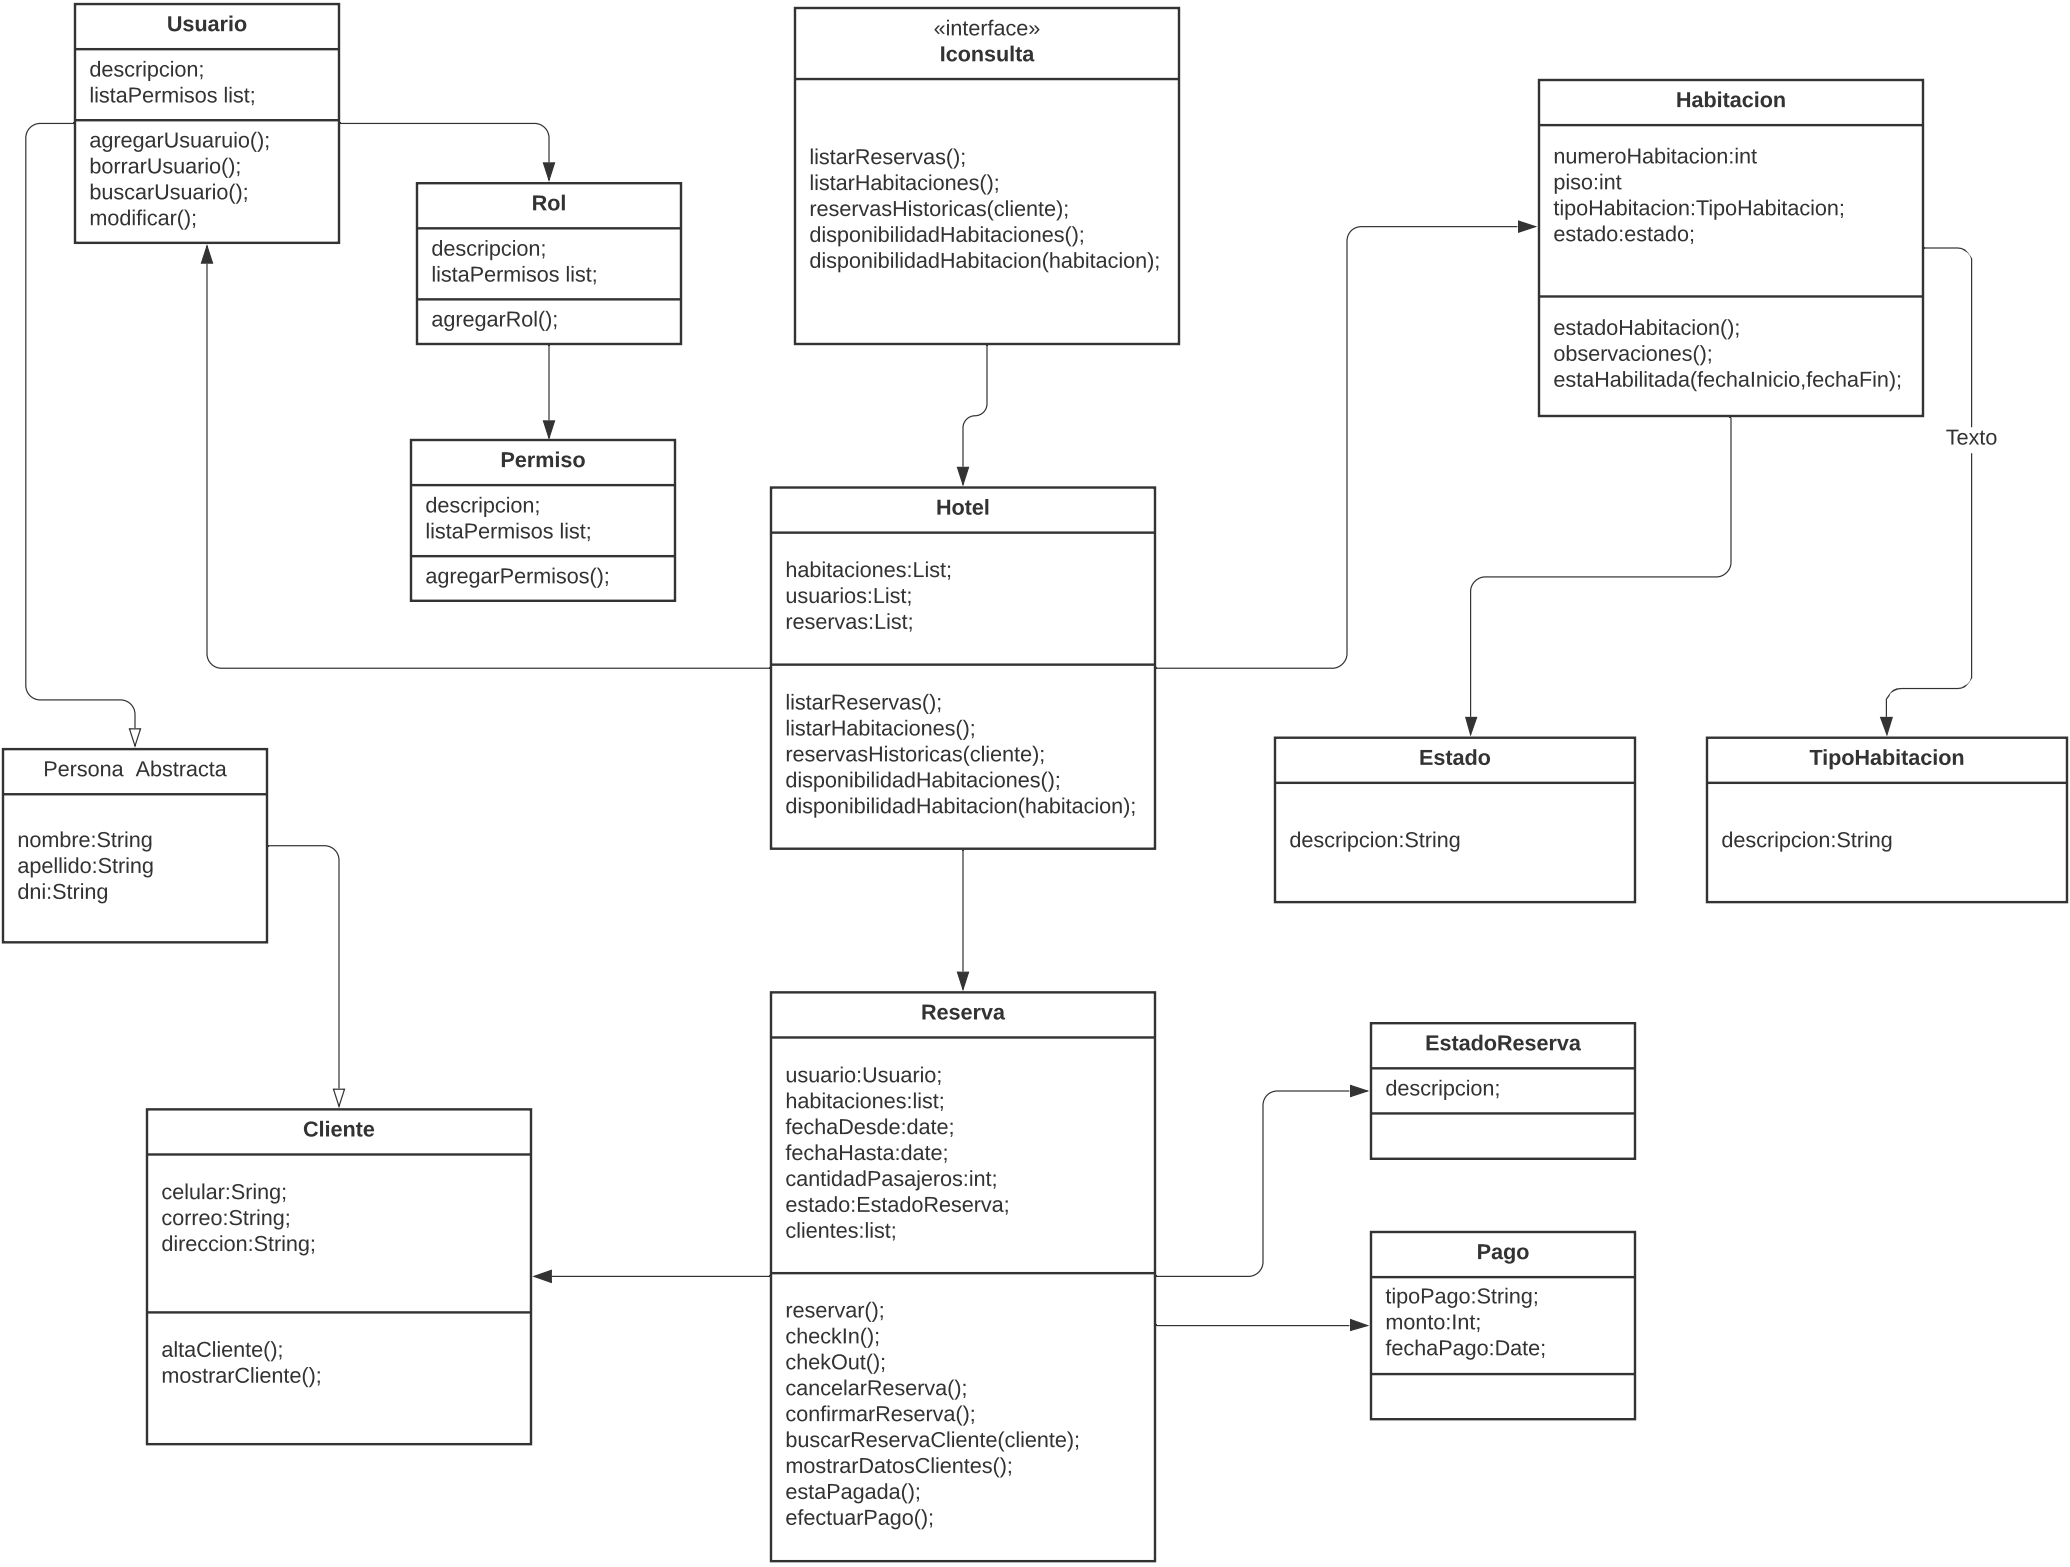 Usuario
descripcion;
listaPermisos list;
agregarUsuaruio();
borrarUsuario();
buscarUsuario();
modificar();
«interface»
Iconsulta
listarReservas();
listarHabitaciones();
reservasHistoricas(cliente);
disponibilidadHabitaciones();
disponibilidadHabitacion(habitacion);
Habitacion
numeroHabitacion:int
piso:int
tipoHabitacion:TipoHabitacion;
estado:estado;
estadoHabitacion();
observaciones();
estaHabilitada(fechaInicio,fechaFin);
Rol
descripcion;
listaPermisos list;
agregarRol();
Texto
Permiso
descripcion;
listaPermisos list;
agregarPermisos();
Hotel
habitaciones:List;
usuarios:List;
reservas:List;
listarReservas();
listarHabitaciones();
reservasHistoricas(cliente);
disponibilidadHabitaciones();
disponibilidadHabitacion(habitacion);
Persona  Abstracta
nombre:String
apellido:String
dni:String
Estado
descripcion:String
TipoHabitacion
descripcion:String
Reserva
usuario:Usuario;
habitaciones:list;
fechaDesde:date;
fechaHasta:date;
cantidadPasajeros:int;
estado:EstadoReserva;
clientes:list;
reservar();
checkIn();
chekOut();
cancelarReserva();
confirmarReserva();
buscarReservaCliente(cliente);
mostrarDatosClientes();
estaPagada();
efectuarPago();
EstadoReserva
descripcion;
Cliente
celular:Sring;
correo:String;
direccion:String;
altaCliente();
mostrarCliente();
Pago
tipoPago:String;
monto:Int;
fechaPago:Date;